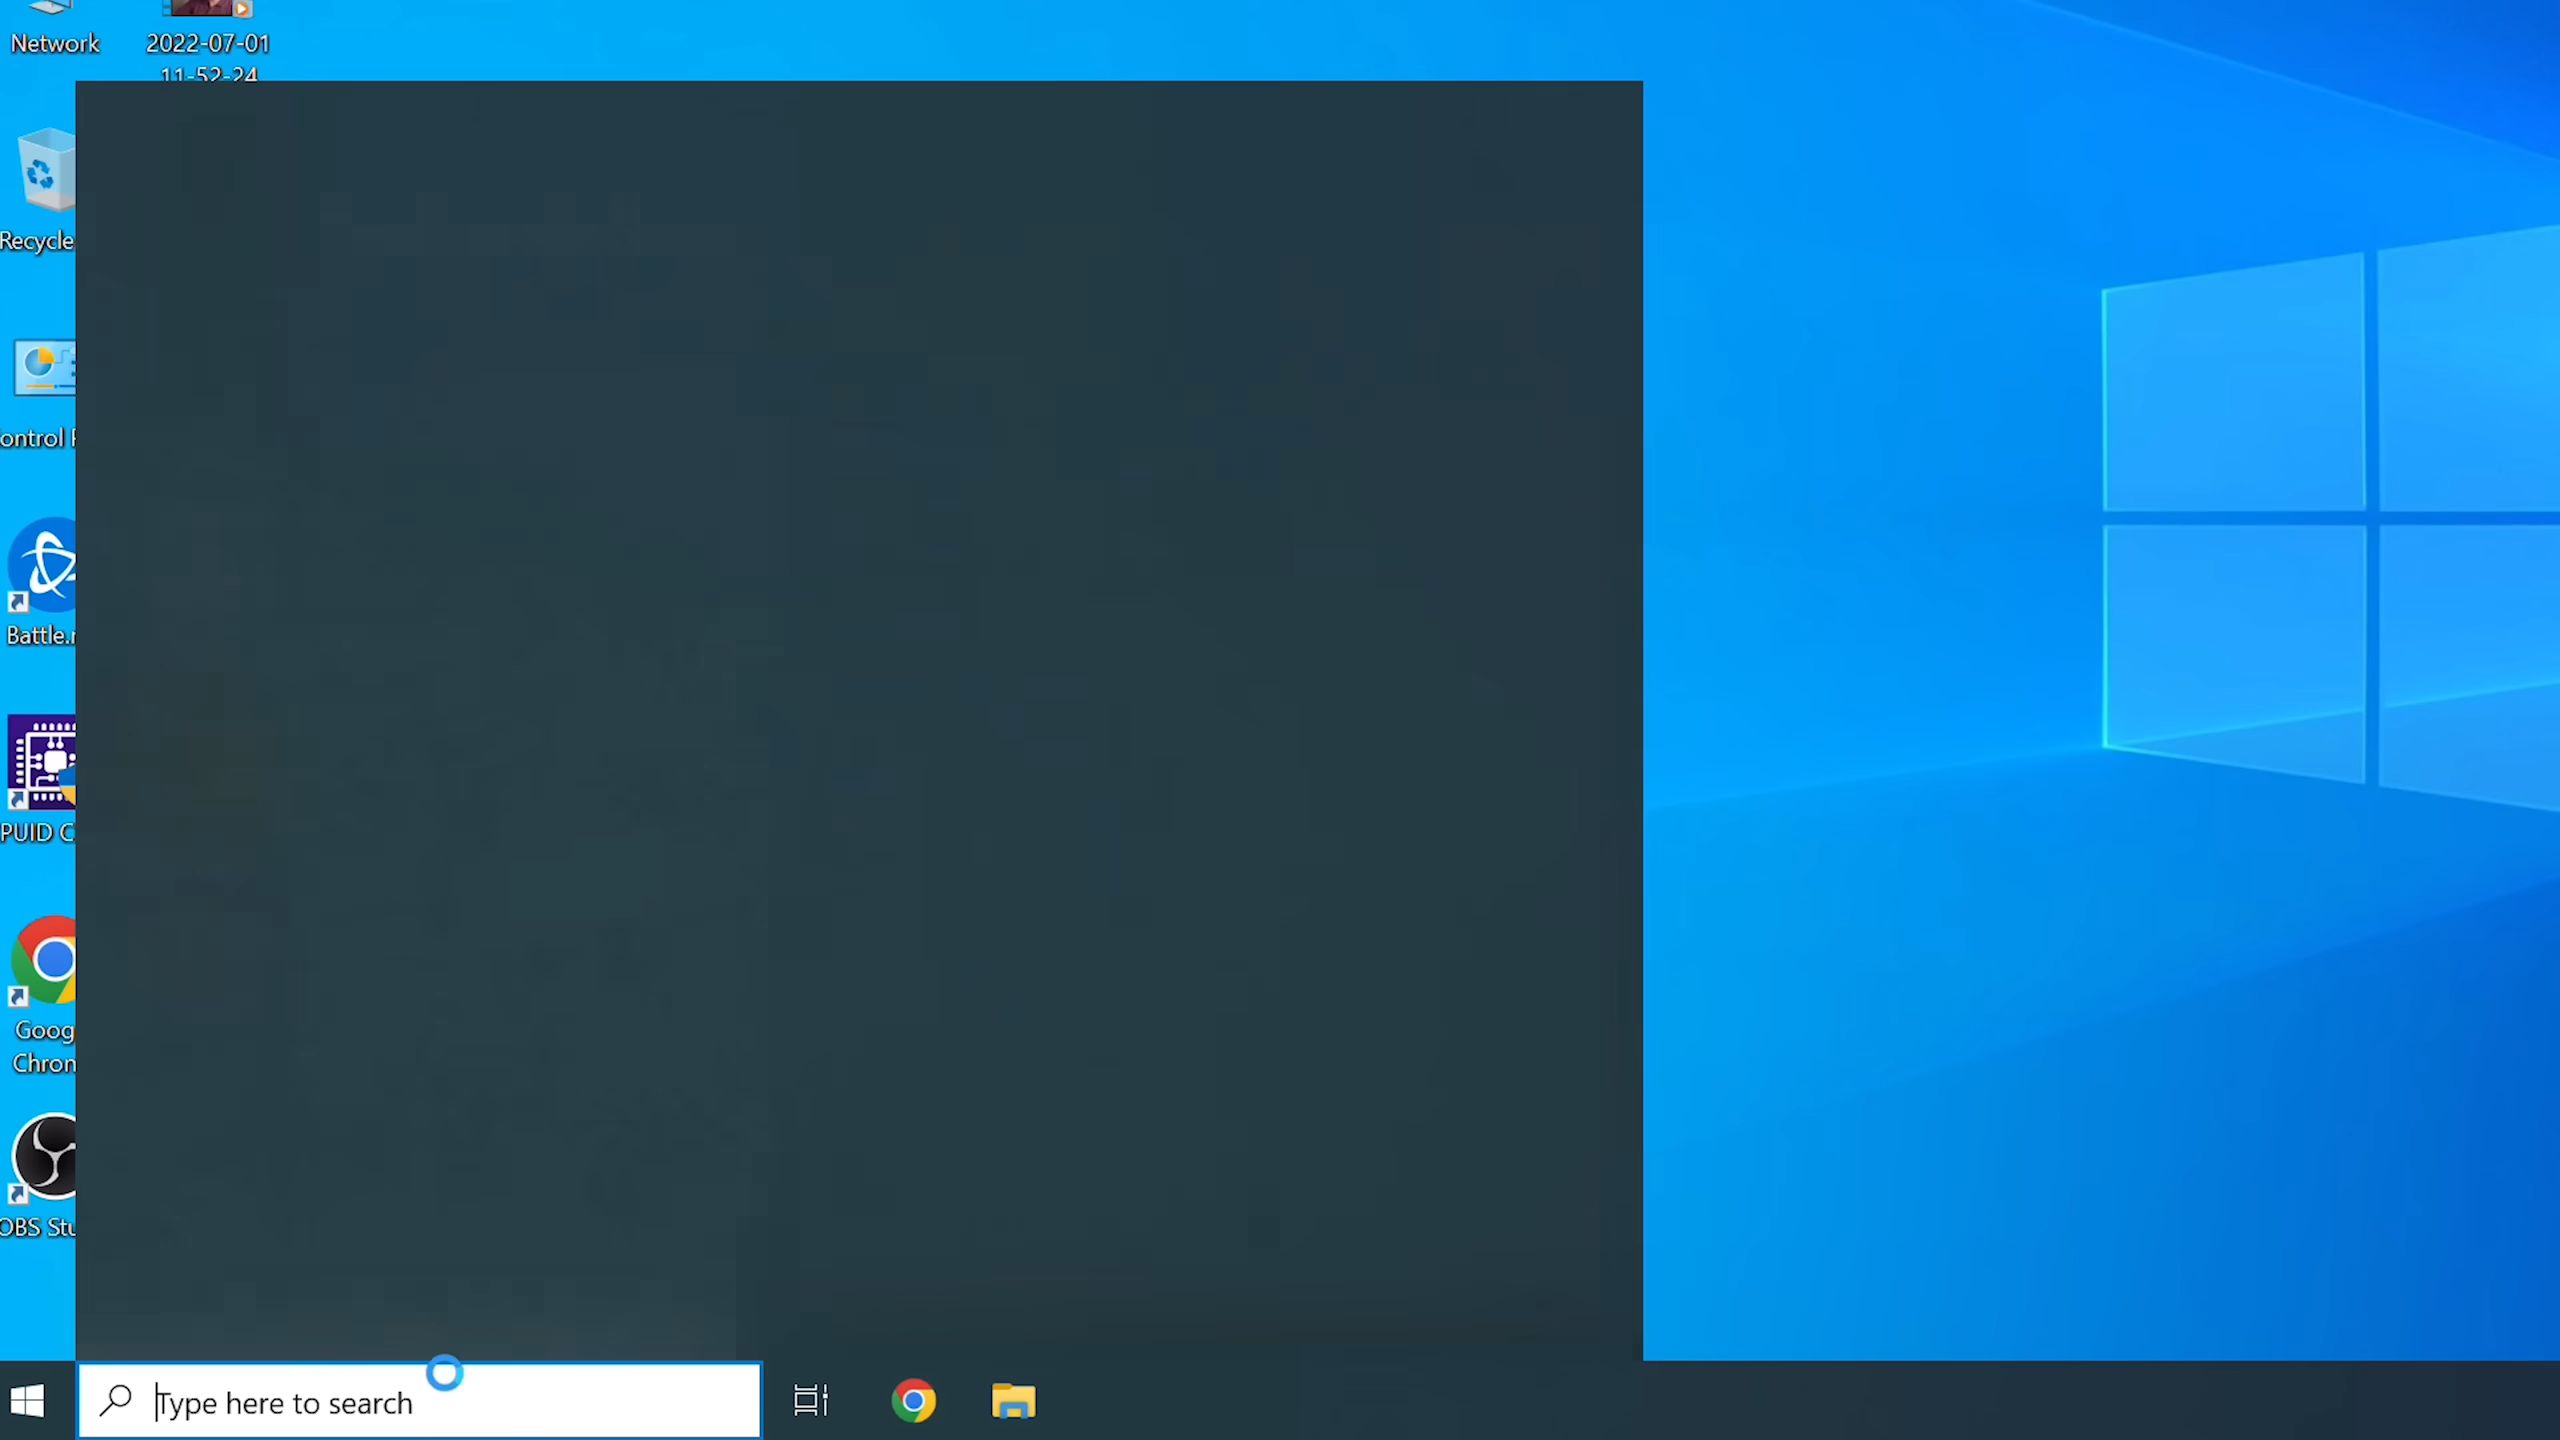 Network
2022-07-01
11-52-24
Recycle
ontrol P
Battle.n
PUID C
Goog
Chron
OBS Stu
Type here to search